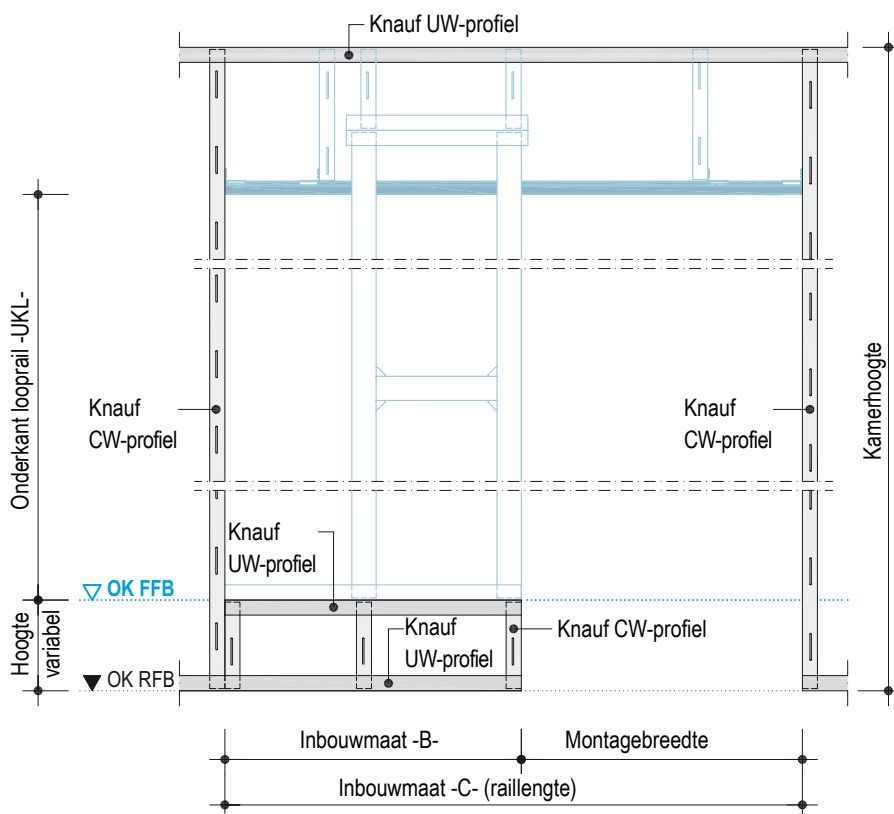 Knauf UW-profiel
Onderkant looprail -UKL-
Kamerhoogte
Knauf
CW-profiel
Knauf
CW-profiel
Knauf
UW-profiel
OK FFB
Hoogte
variabel
Knauf
UW-profiel
Knauf CW-profiel
OK RFB
Inbouwmaat -B-
Montagebreedte
Inbouwmaat -C- (raillengte)